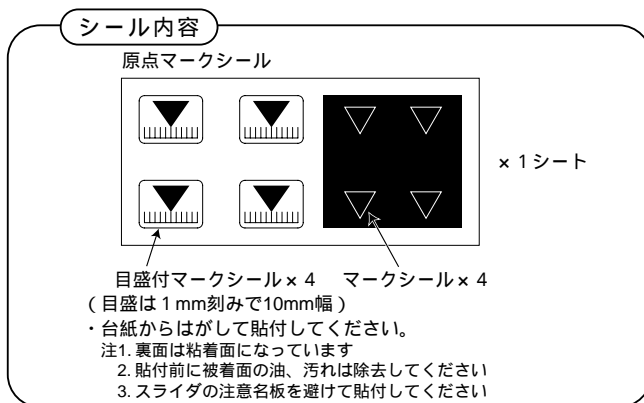 シール内容
原点マークシール
×1シート
目盛付マークシール×4 マークシール×4
(目盛は1mm刻みで10mm幅)
・台紙からはがして貼付してください。
注1. 裏面は粘着面になっています
2. 貼付前に被着面の油、汚れは除去してください
3. スライダの注意名板を避けて貼付してください